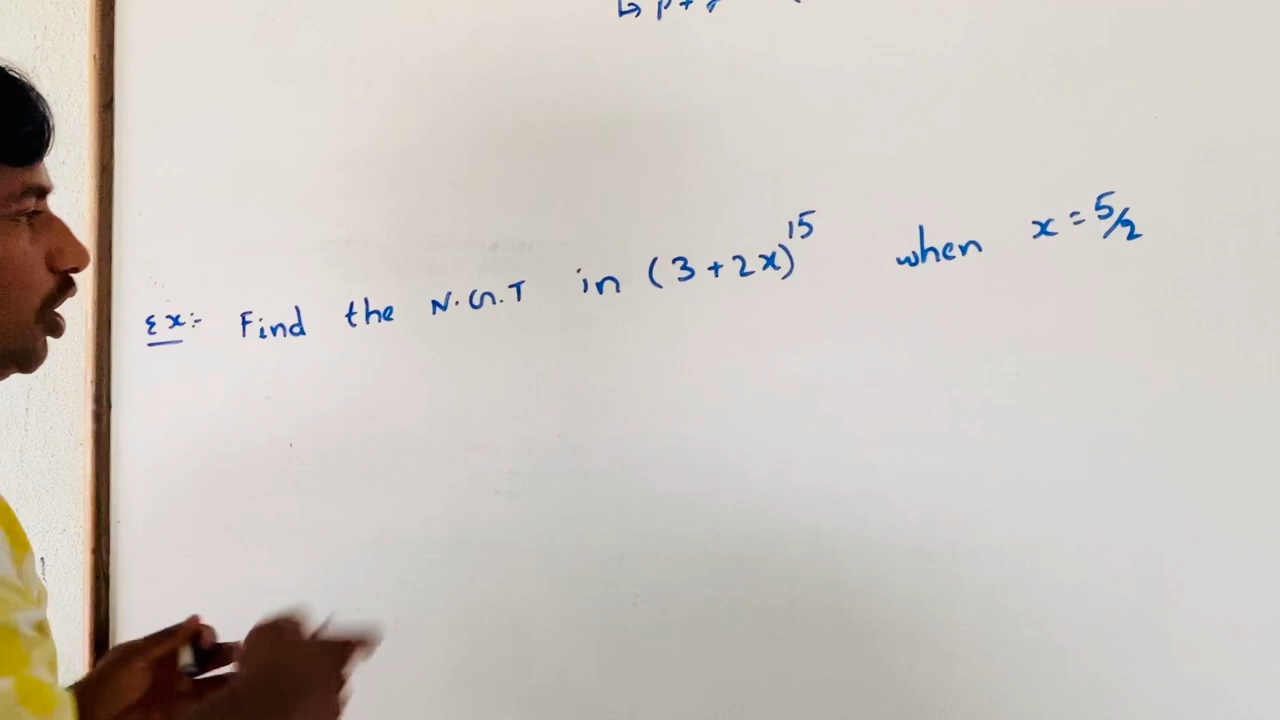 Ex:- Find the N.G.T in (3+2x)^15 when x = 5/2